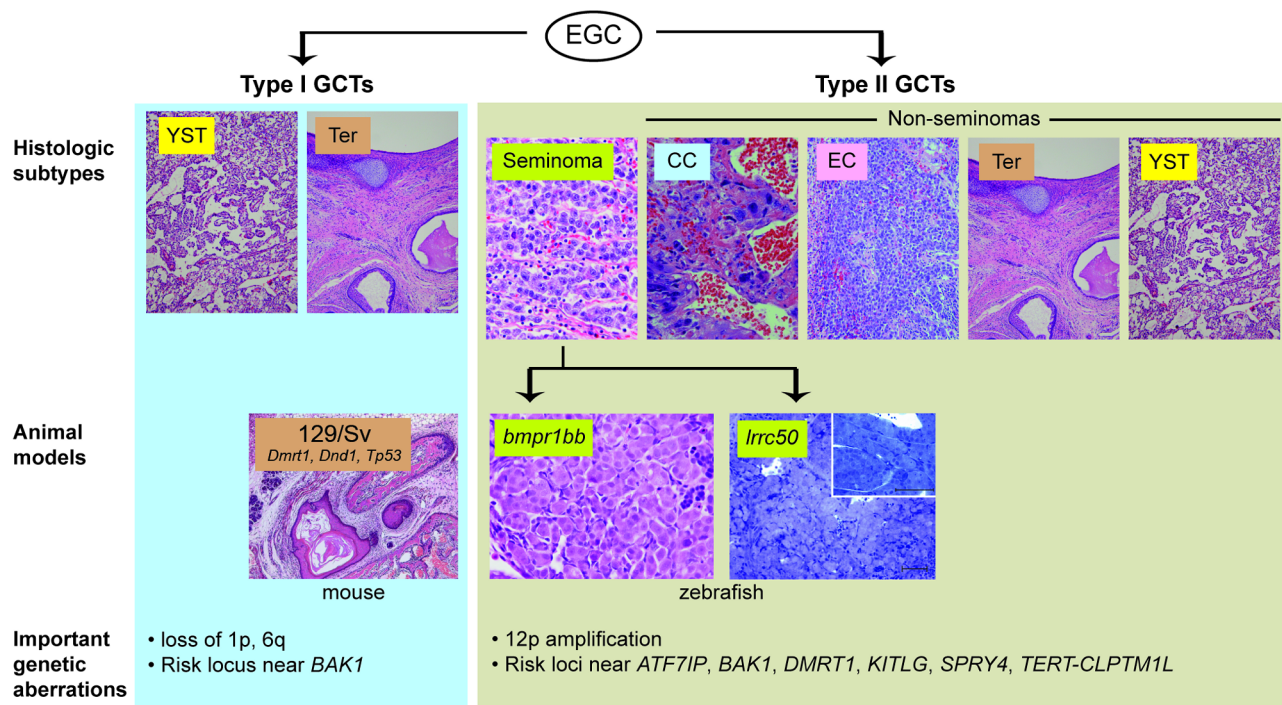 EGC
Type I GCTs
Type II GCTs
Non-seminomas
Histologic
subtypes
YST
Ter
Seminoma
CC
EC
Ter
YST
Animal
models
129/Sv
Dmrt1, Dnd1, Tp53
bmpr1bb
lrrc50
mouse
zebrafish
Important
genetic
aberrations
• loss of 1p, 6q
• Risk locus near BAK1
• 12p amplification
• Risk loci near ATF7IP, BAK1, DMRT1, KITLG, SPRY4, TERT-CLPTM1L